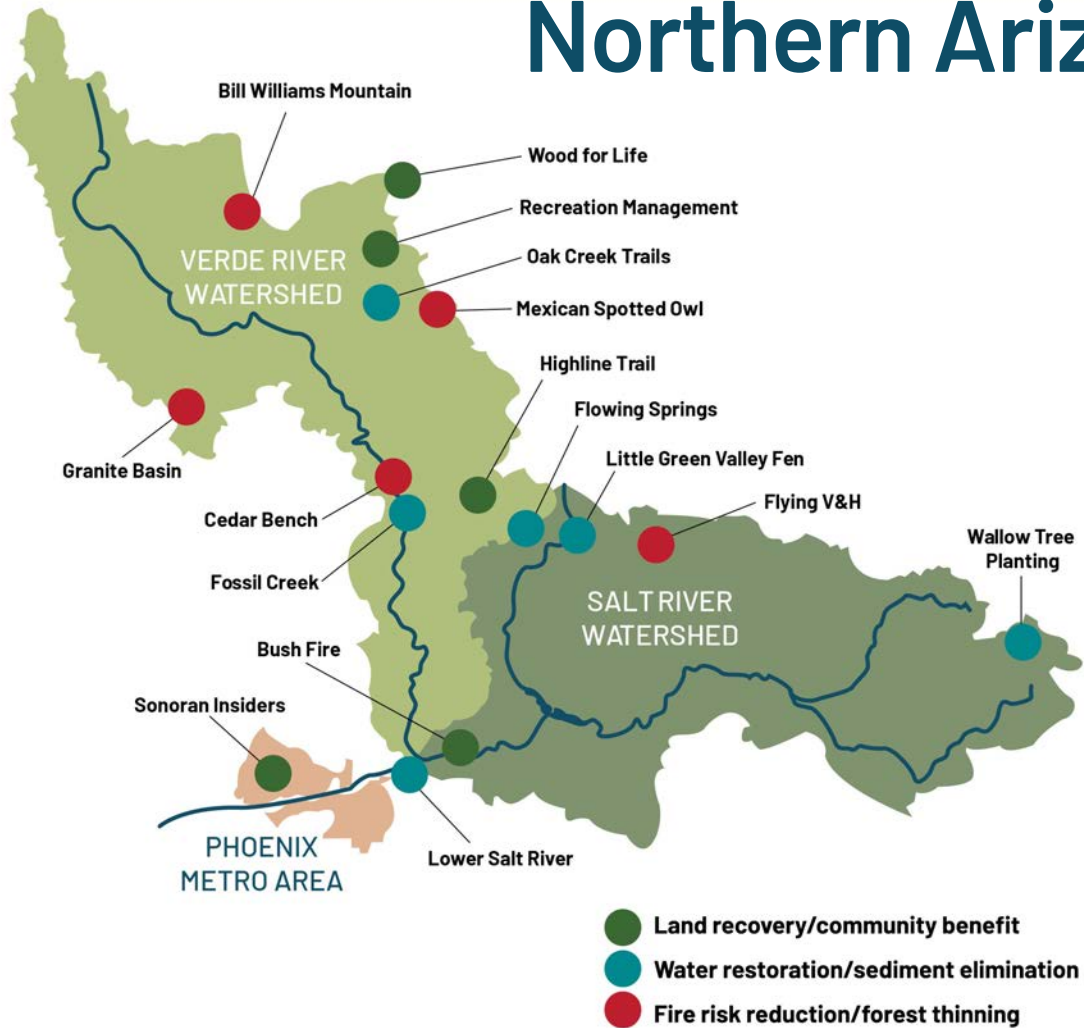 Northern Ariz
Bill Williams Mountain
Wood for Life
Recreation Management
Oak Creek Trails
Mexican Spotted Owl
VERDE RIVER
WATERSHED
Highline Trail
Flowing Springs
Little Green Valley Fen
Flying V&H
Wallow Tree
Planting
Granite Basin
Cedar Bench
Fossil Creek
SALT RIVER
WATERSHED
Bush Fire
Sonoran Insiders
PHOENIX
METRO AREA
Lower Salt River
Land recovery/community benefit
Water restoration/sediment elimination
Fire risk reduction/forest thinning